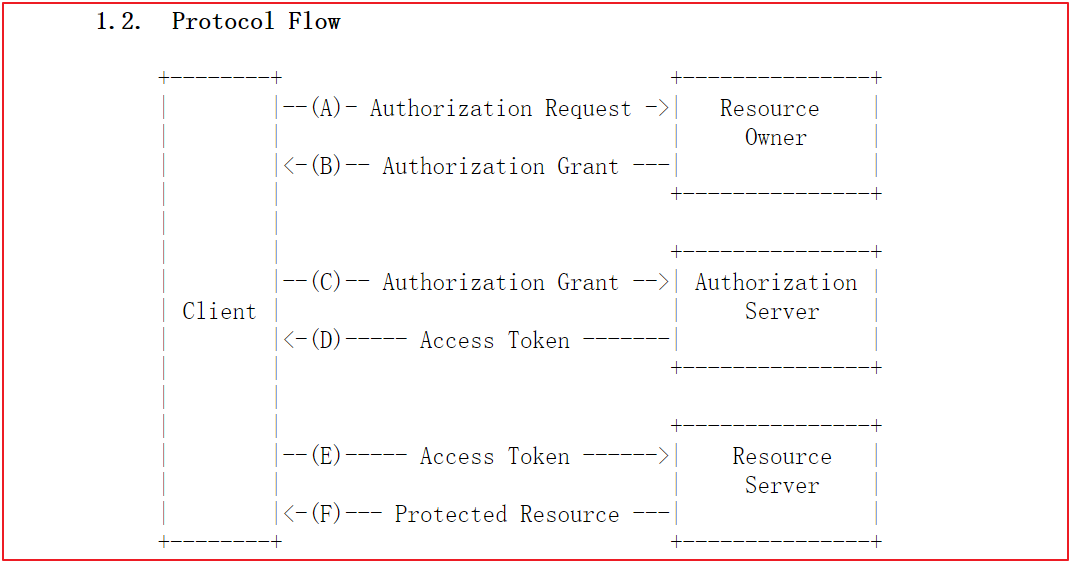 1.2. Protocol Flow
+--------+                               +---------------+
|        |--(A)- Authorization Request ->|   Resource    |
|        |                               |     Owner     |
|        |<-(B)-- Authorization Grant ---|               |
|        |                               +---------------+
|        |
|        |                               +---------------+
|        |--(C)-- Authorization Grant -->| Authorization |
| Client |                               |     Server    |
|        |<-(D)----- Access Token -------|               |
|        |                               +---------------+
|        |
|        |                               +---------------+
|        |--(E)----- Access Token ------>|    Resource   |
|        |                               |     Server    |
|        |<-(F)--- Protected Resource ---|               |
+--------+                               +---------------+